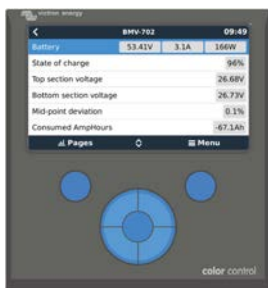 victron energy
BMV-702 09:49
Battery 53.41V 3.1A 166W
State of charge 96%
Top section voltage 26.68V
Bottom section voltage 26.73V
Mid-point deviation 0.1%
Consumed AmpHours -67.1Ah
Pages Menu
color control